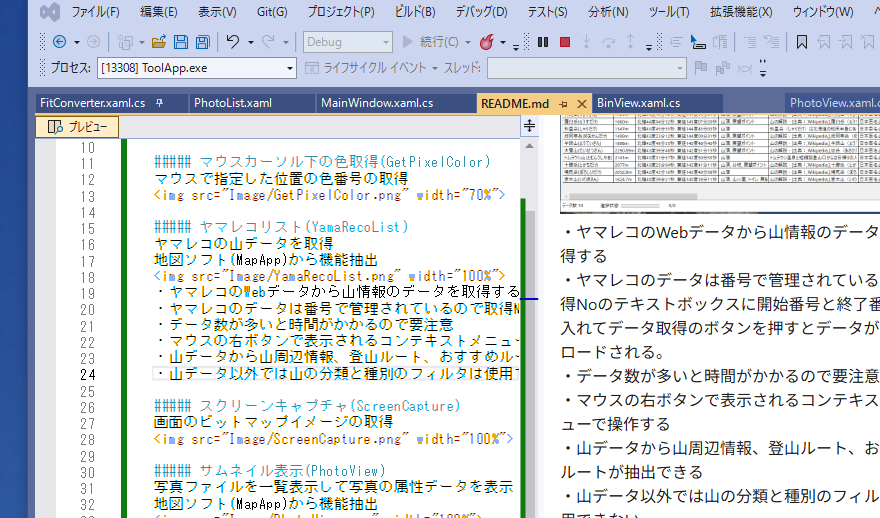 ファイル(F) 編集(E) 表示(V) Git(G) プロジェクト(P) ビルド(B) デバッグ(D) テスト(S) 分析(N) ツール(T) 拡張機能(X) ウィンドウ(W)
Debug 続行(C)
プロセス: [13308] ToolApp.exe ライフサイクル イベント スレッド:
FitConverter.xaml.cs PhotoList.xaml MainWindow.xaml.cs README.md BinView.xaml.cs PhotoView.xaml.c
プレビュー
10
11 ##### マウスカーソル下の色取得(GetPixelColor)
12 マウスで指定した位置の色番号の取得
13 <img src="Image/GetPixelColor.png" width="70%">
14
15 ##### ヤマレコリスト(YamaRecoList)
16 ヤマレコの山データを取得
17 地図ソフト(MapApp)から機能抽出
18 <img src="Image/YamaRecoList.png" width="100%">
19 ・ヤマレコのWebデータから山情報のデータを取得する
20 ・ヤマレコのデータは番号で管理されているので取得N
21 ・データ数が多いと時間がかかるので要注意
22 ・マウスの右ボタンで表示されるコンテキストメニュー
23 ・山データから山周辺情報、登山ルート、おすすめルー
24 ・山データ以外では山の分類と種別のフィルタは使用
25
26 ##### スクリーンキャプチャ(ScreenCapture)
27 画面のビットマップイメージの取得
28 <img src="Image/ScreenCapture.png" width="100%">
29
30 ##### サムネイル表示(PhotoView)
31 写真ファイルを一覧表示して写真の属性データを表示
32 地図ソフト(MapApp)から機能抽出
・ヤマレコのWebデータから山情報のデータ
得する
・ヤマレコのデータは番号で管理されている
得Noのテキストボックスに開始番号と終了番
入れてデータ取得のボタンを押すとデータが
ロードされる。
・データ数が多いと時間がかかるので要注意
・マウスの右ボタンで表示されるコンテキス
ューで操作する
・山データから山周辺情報、登山ルート、お
ルートが抽出できる
・山データ以外では山の分類と種別のフィル